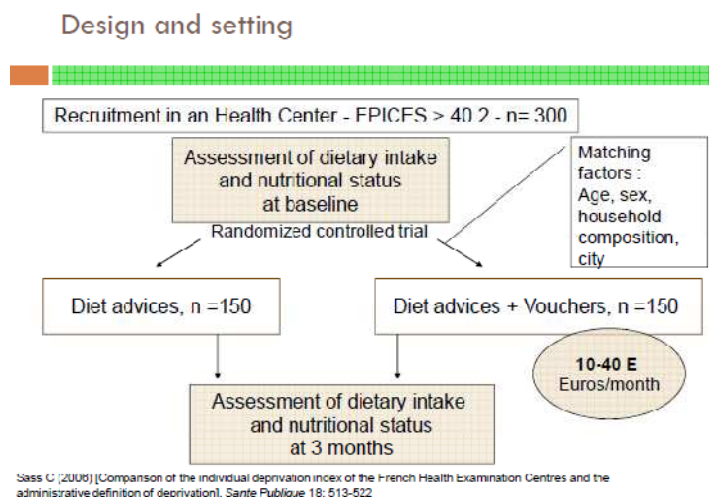 Design and setting
Recruitment in an Health Center - EPICES > 40.2 - n= 300
Assessment of dietary intake
and nutritional status
at baseline
Matching
factors :
Age, sex,
household
composition,
city
Randomized controlled trial
Diet advices, n =150
Diet advices + Vouchers, n =150
10-40 E
Euros/month
Assessment of dietary intake
and nutritional status
at 3 months
Sass C (2006) [Comparison of the individual deprivation index of the French Health Examination Centres and the
administrative definition of deprivation]. Sante Publique 18: 513-522